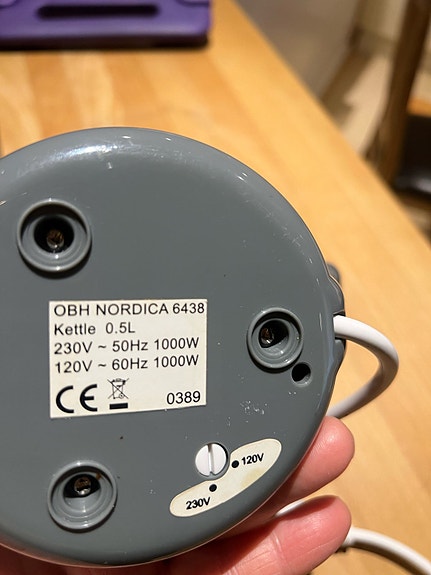 OBH NORDICA 6438
Kettle 0.5L
230V ~ 50Hz 1000W
120V ~ 60Hz 1000W
CE 0389
120V
230V